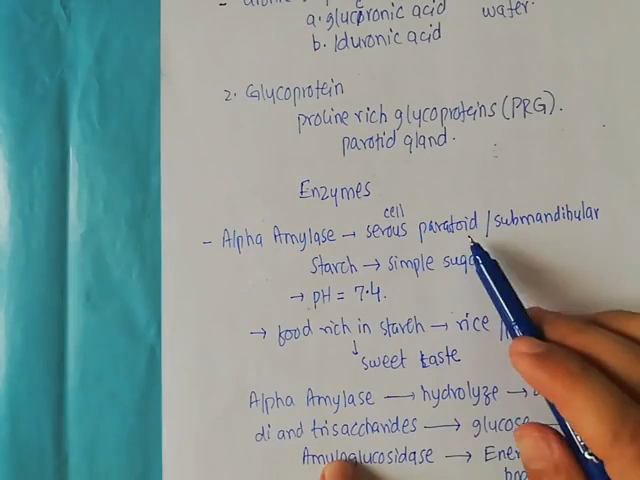 a. glucoronic acid water.
b. Iduronic acid
2. Glycoprotein
proline rich glycoproteins (PRG).
parotid gland.
Enzymes
cell
- Alpha Amylase → serous paratoid / submandibular
Starch → simple
→ pH = 7.4.
→ food rich in starch → rice
↓
sweet taste
Alpha Amylase → hydrolyze →
di and trisaccharides → glucose
Amyloglucosidase →